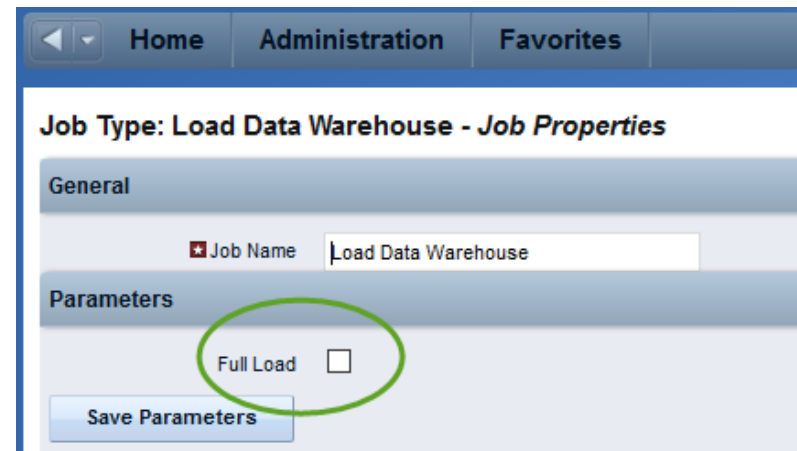 Home Administration Favorites
Job Type: Load Data Warehouse - Job Properties
General
Job Name Load Data Warehouse
Parameters
Full Load
Save Parameters